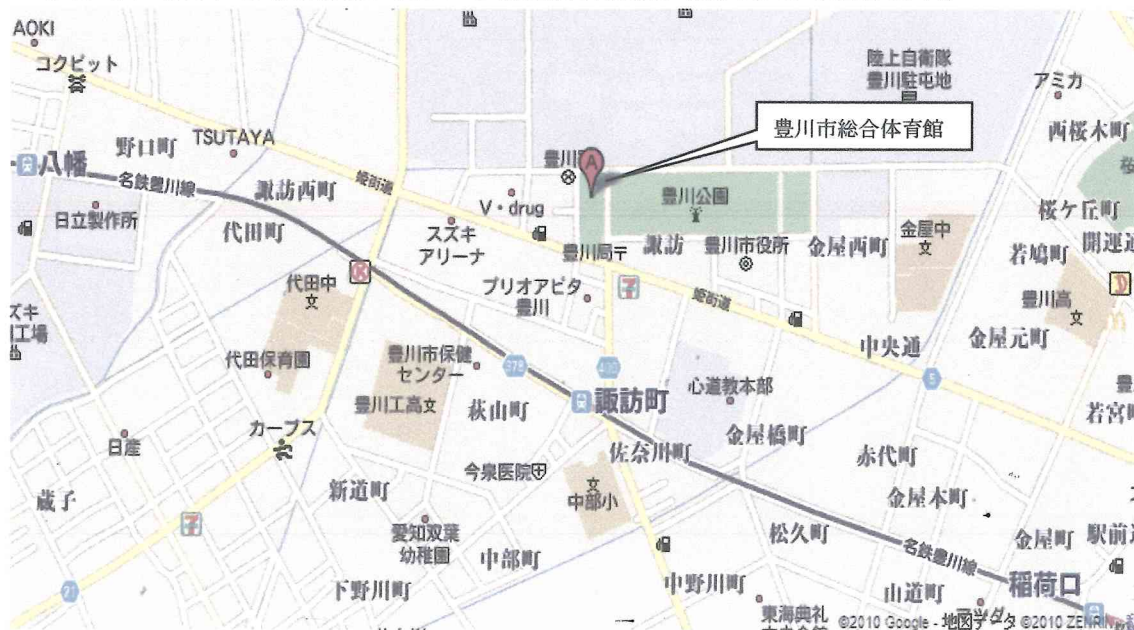 AOKI
コクピット
野口町
TSUTAYA
八幡
名鉄豊川線
諏訪西町
姫街道
日立製作所
代田町
V・drug
スズキ
アリーナ
豊川局〒
プリオアピタ
豊川
代田中
代田保育園
豊川市保健
センター
豊川工高
萩山町
諏訪町
カーブス
日産
蔵子
新道町
今泉医院
愛知双葉
幼稚園
中部町
下野川町
中部小
佐奈川町
中野川町
豊川市総合体育館
A
豊川公園
諏訪
豊川市役所
姫街道
金屋西町
金屋中
陸上自衛隊
豊川駐屯地
アミカ
西桜木町
桜ケ丘町
開運通
若鳩町
豊川高
金屋元町
中央通
5
心道教本部
金屋橋町
赤代町
金屋本町
若宮町
松久町
名鉄豊川線
金屋町
駅前通
稲荷口
山道町
東海典礼
©2010 Google - 地図データ ©2010 ZENRIN